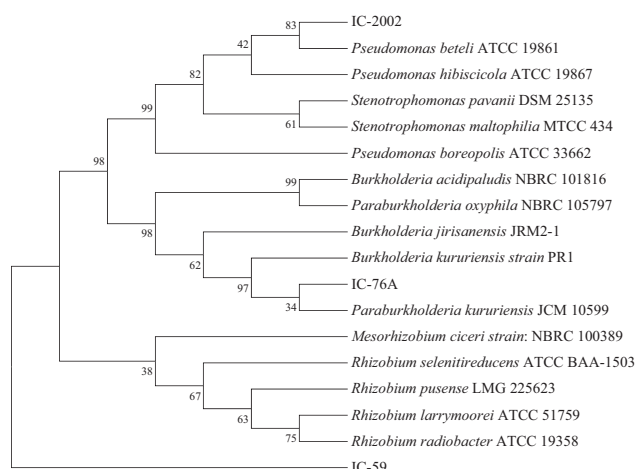 83
IC-2002
Pseudomonas beteli ATCC 19861
42
Pseudomonas hibiscicola ATCC 19867
82
Stenotrophomonas pavanii DSM 25135
61
Stenotrophomonas maltophilia MTCC 434
99
Pseudomonas boreopolis ATCC 33662
98
Burkholderia acidipaludis NBRC 101816
99
Paraburkholderia oxyphila NBRC 105797
98
Burkholderia jirisanensis JRM2-1
62
Burkholderia kururiensis strain PR1
97
IC-76A
34
Paraburkholderia kururiensis JCM 10599
Mesorhizobium ciceri strain: NBRC 100389
38
Rhizobium selenitireducens ATCC BAA-1503
67
Rhizobium pusense LMG 225623
63
Rhizobium larrymoorei ATCC 51759
75
Rhizobium radiobacter ATCC 19358
IC-59